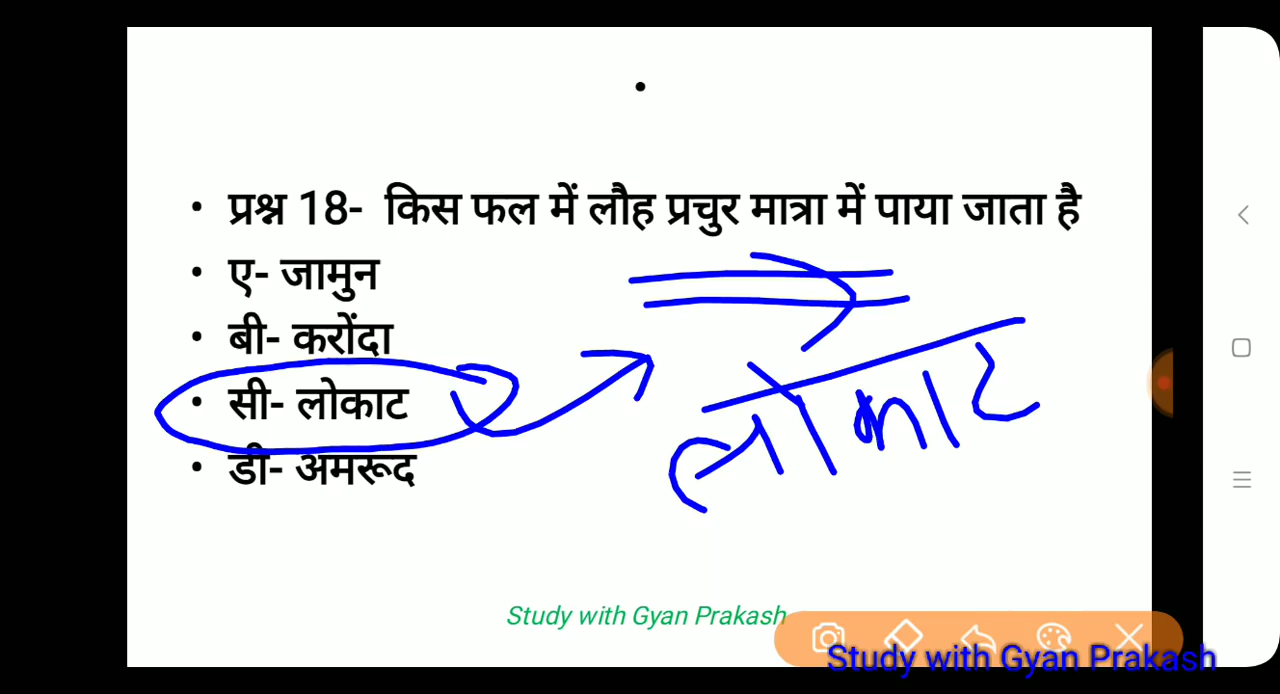 • प्रश्न 18- किस फल में लौह प्रचुर मात्रा में पाया जाता है
• ए- जामुन
• बी- करोंदा
• सी- लोकाट
• डी- अमरूद
लोकाट
Study with Gyan Prakash
Study with Gyan Prakash